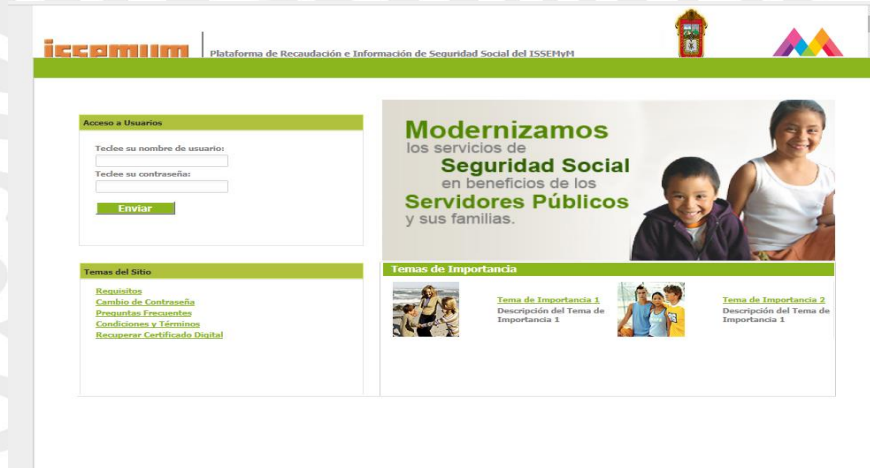 issemym
Plataforma de Recaudación e Información de Seguridad Social del ISSEMyM
Acceso a Usuarios
Teclee su nombre de usuario:
Teclee su contraseña:
Enviar
Modernizamos
los servicios de
Seguridad Social
en beneficios de los
Servidores Públicos
y sus familias.
Temas del Sitio
Requisitos
Cambio de Contraseña
Preguntas Frecuentes
Condiciones y Términos
Recuperar Certificado Digital
Temas de Importancia
Tema de Importancia 1
Descripción del Tema de
Importancia 1
Tema de Importancia 2
Descripción del Tema de
Importancia 1